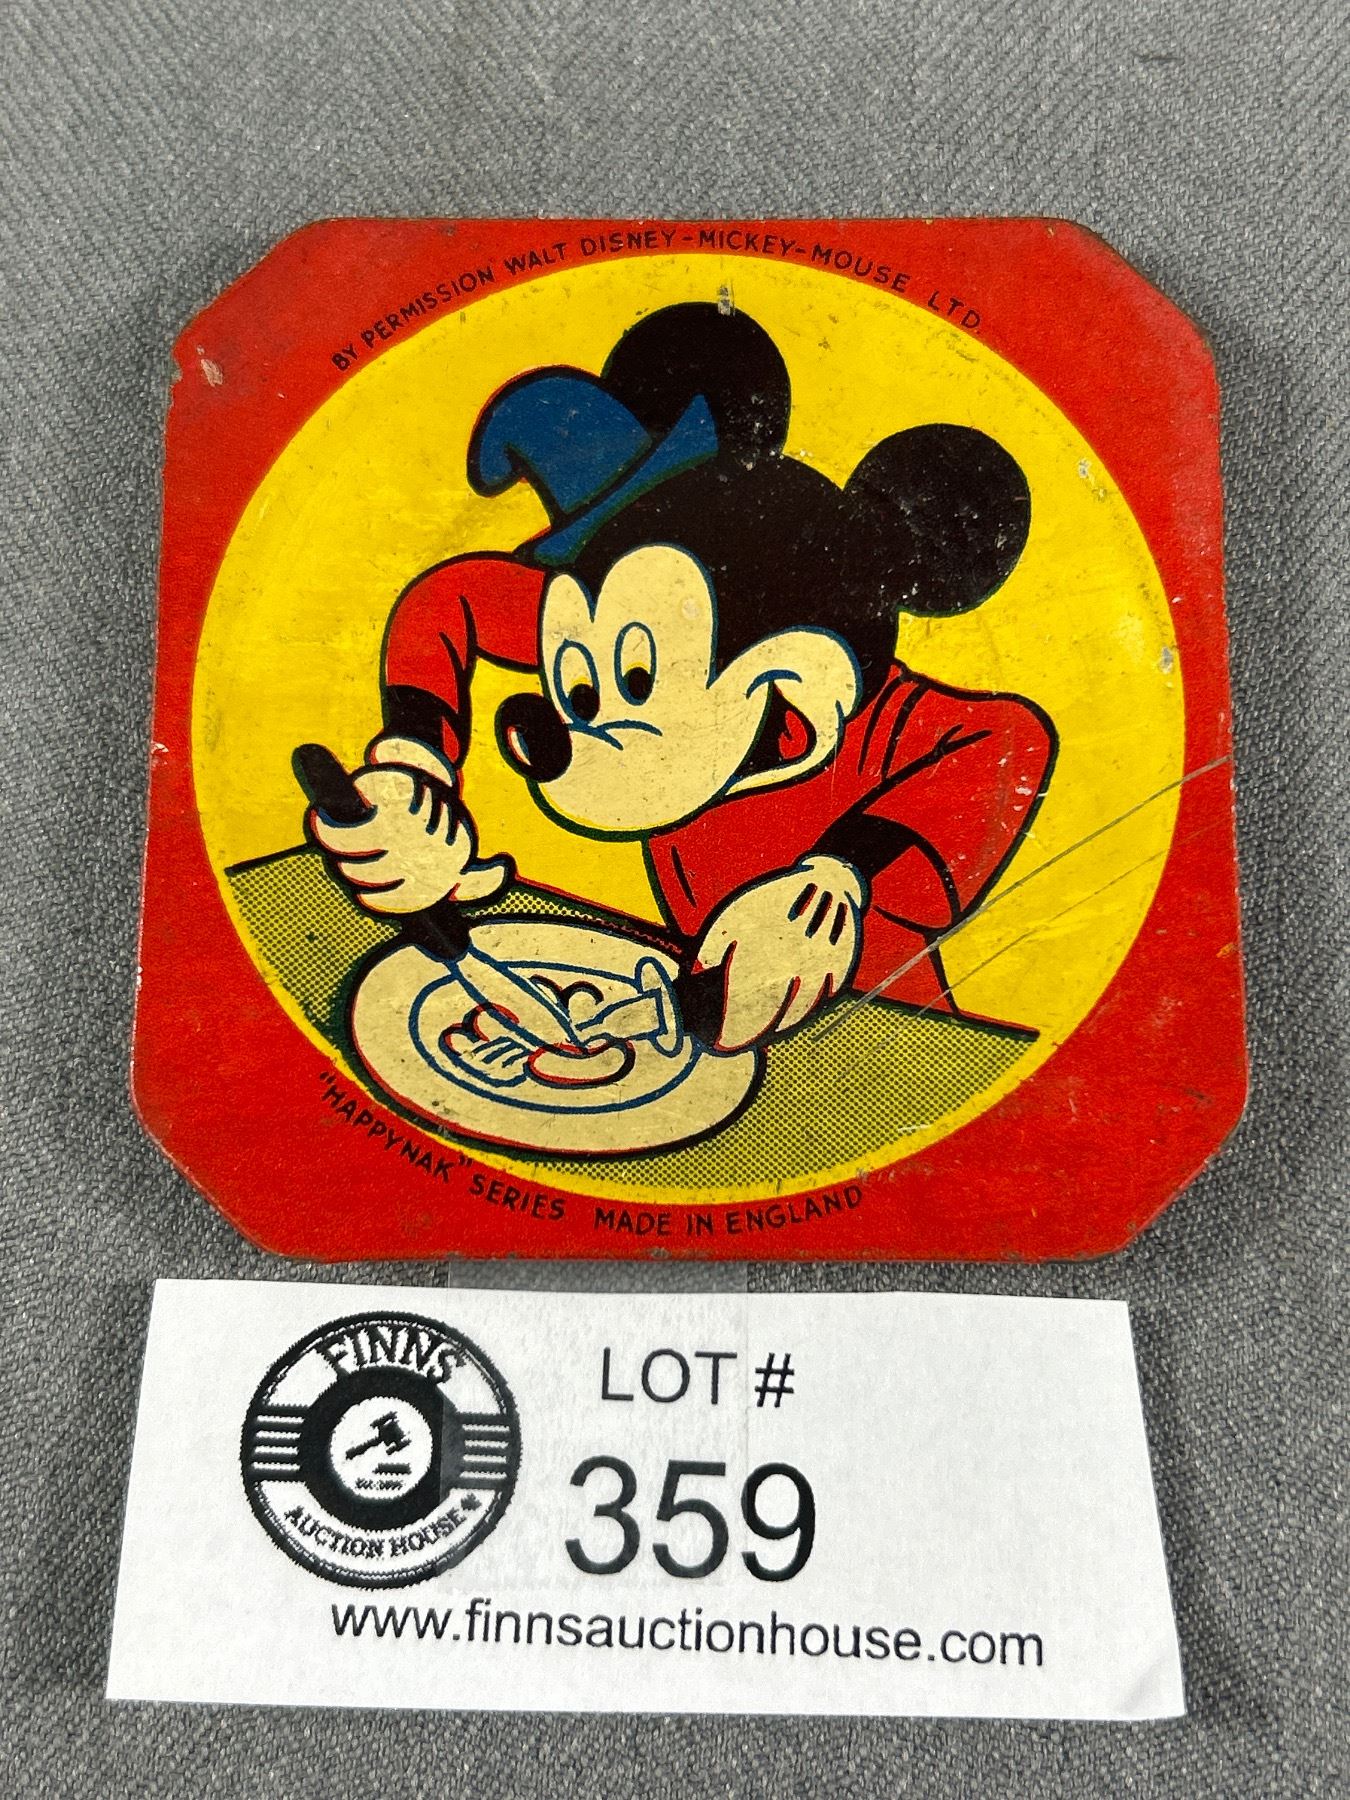 BY PERMISSION WALT DISNEY-MICKEY-MOUSE LTD.
"HAPPYNAK" SERIES MADE IN ENGLAND
FINNS
AUCTION HOUSE
LOT #
359
www.finnsauctionhouse.com